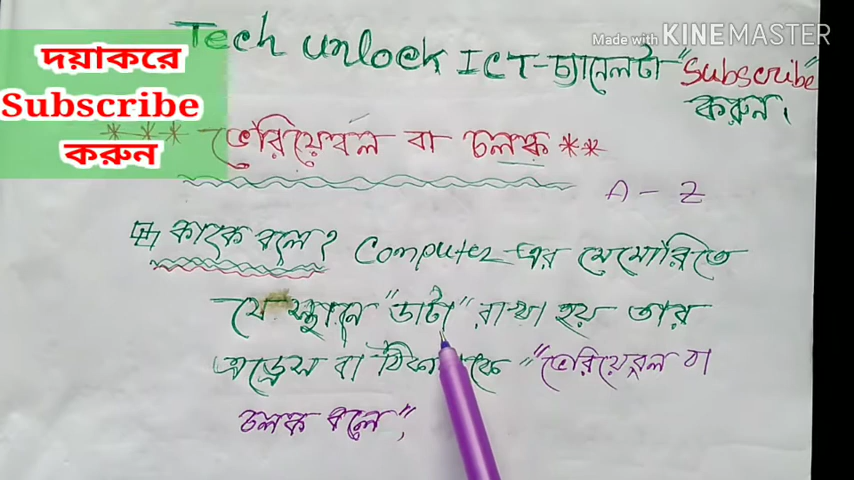 Made with KINEMASTER
Tech unlock ICT-চ্যানেলটা "Subscribe"
করুন।
দয়াকরে
Subscribe
করুন
*** ভেরিয়েবল বা চলক **
A - Z
কাকে বলে? Computer-এর মেমোরিতে
যে স্থানে "ডাটা" রাখা হয় তার
এড্রেস বা ঠিকানাকে "ভেরিয়েবল বা
চলক বলে",